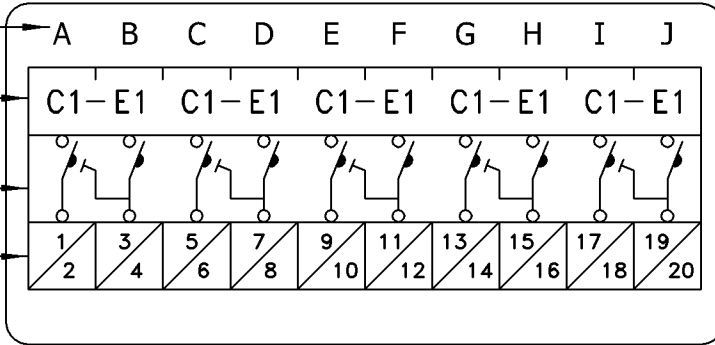 A B C D E F G H I J
C1-E1 C1-E1 C1-E1 C1-E1 C1-E1
1 3 5 7 9 11 13 15 17 19
2 4 6 8 10 12 14 16 18 20